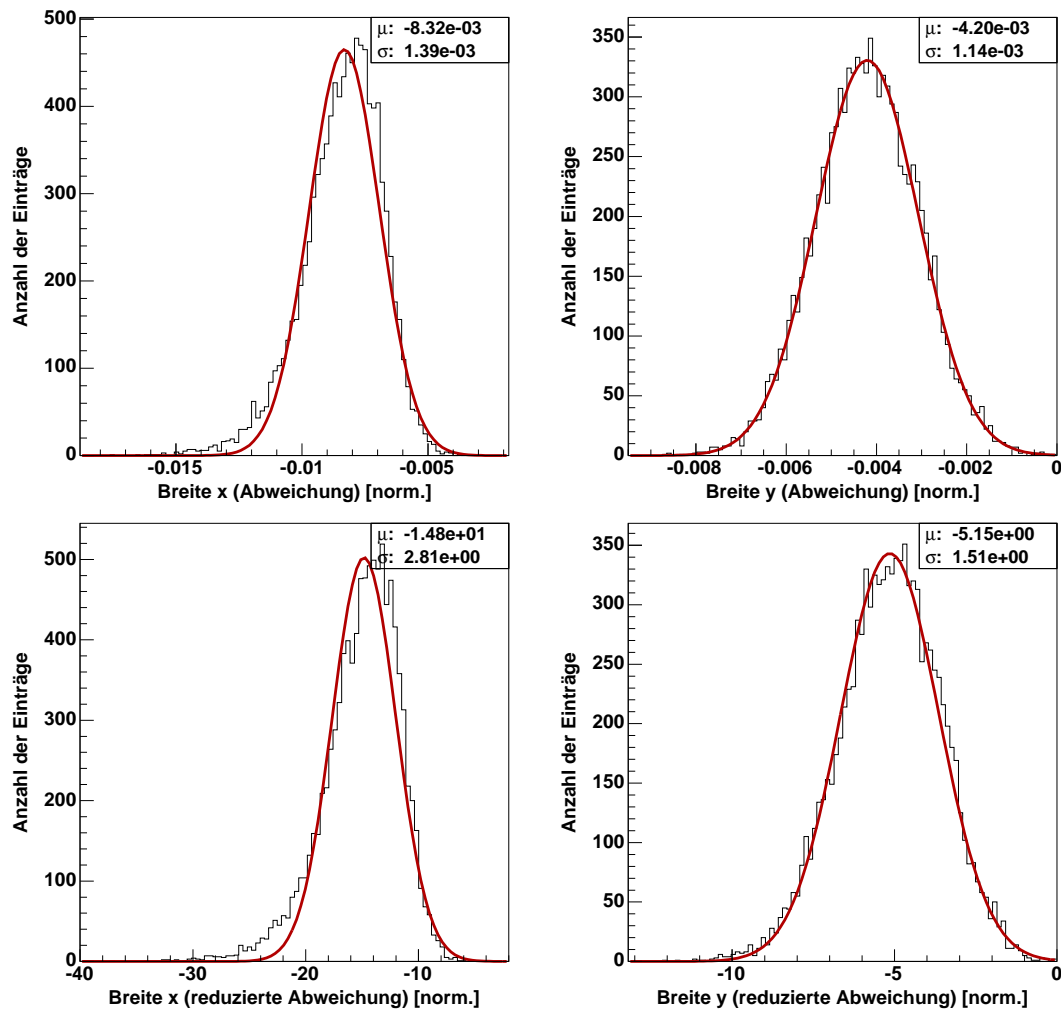 μ: -8.32e-03
σ: 1.39e-03
500
400
300
200
100
0
-0.015
-0.01
-0.005
Anzahl der Einträge
Breite x (Abweichung) [norm.]
μ: -4.20e-03
σ: 1.14e-03
350
300
250
200
150
100
50
0
-0.008
-0.006
-0.004
-0.002
0
Anzahl der Einträge
Breite y (Abweichung) [norm.]
μ: -1.48e+01
σ: 2.81e+00
500
400
300
200
100
0
-40
-30
-20
-10
Anzahl der Einträge
Breite x (reduzierte Abweichung) [norm.]
μ: -5.15e+00
σ: 1.51e+00
350
300
250
200
150
100
50
0
-10
-5
0
Anzahl der Einträge
Breite y (reduzierte Abweichung) [norm.]